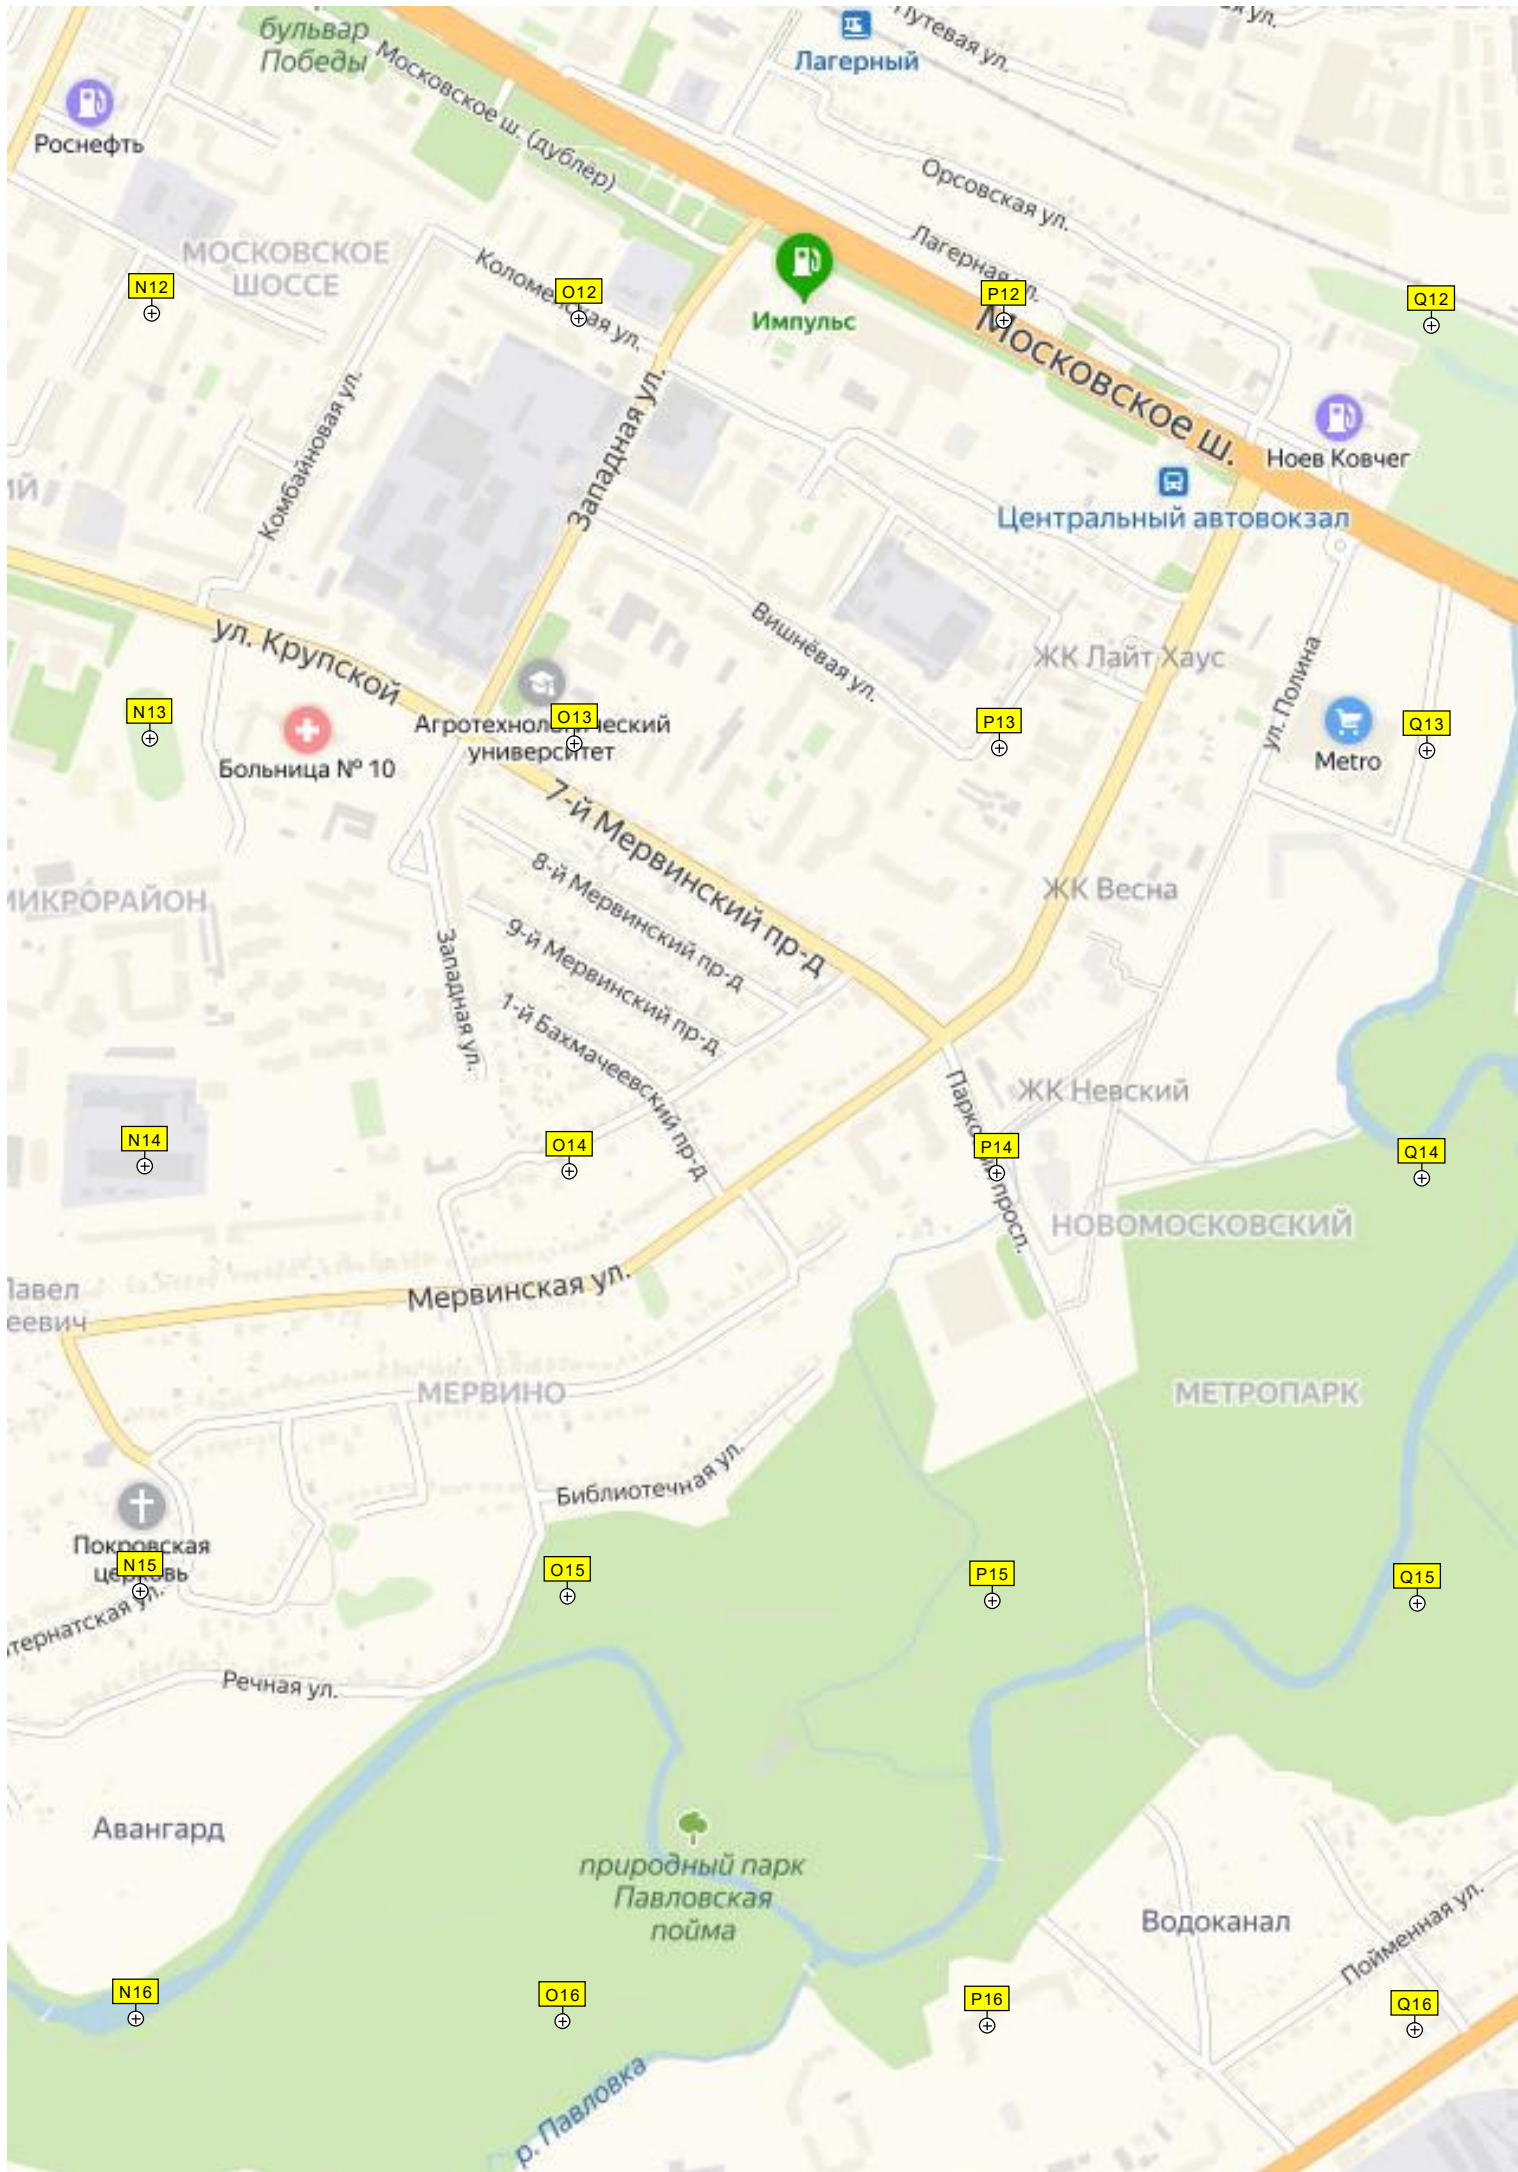 бульвар
Победы
Московское ш. (дублёр)
Роснефть
Лагерный
Путевая ул.
Орсовская ул.
Лагерная ул.
МОСКОВСКОЕ
ШОССЕ
Коломенская ул.
Импульс
N12
O12
P12
Q12
Московское ш.
Комбайновая ул.
Западная ул.
Ноев Ковчег
Центральный автовокзал
ул. Крупской
Вишнёвая ул.
ЖК Лайт Хаус
ул. Полина
Metro
Агротехнологический
университет
Больница № 10
N13
O13
P13
Q13
7-й Мервинский пр-д
8-й Мервинский пр-д
9-й Мервинский пр-д
1-й Бахмачеевский пр-д
ЖК Весна
МИКРОРАЙОН
Западная ул.
ЖК Невский
Парковый просп.
N14
O14
P14
Q14
НОВОМОСКОВСКИЙ
Мервинская ул.
Павел
еевич
МЕРВИНО
МЕТРОПАРК
Библиотечная ул.
Покровская
церковь
N15
O15
P15
Q15
тернатская ул.
Речная ул.
Авангард
природный парк
Павловская
пойма
Водоканал
Пойменная ул.
N16
O16
P16
Q16
р. Павловка